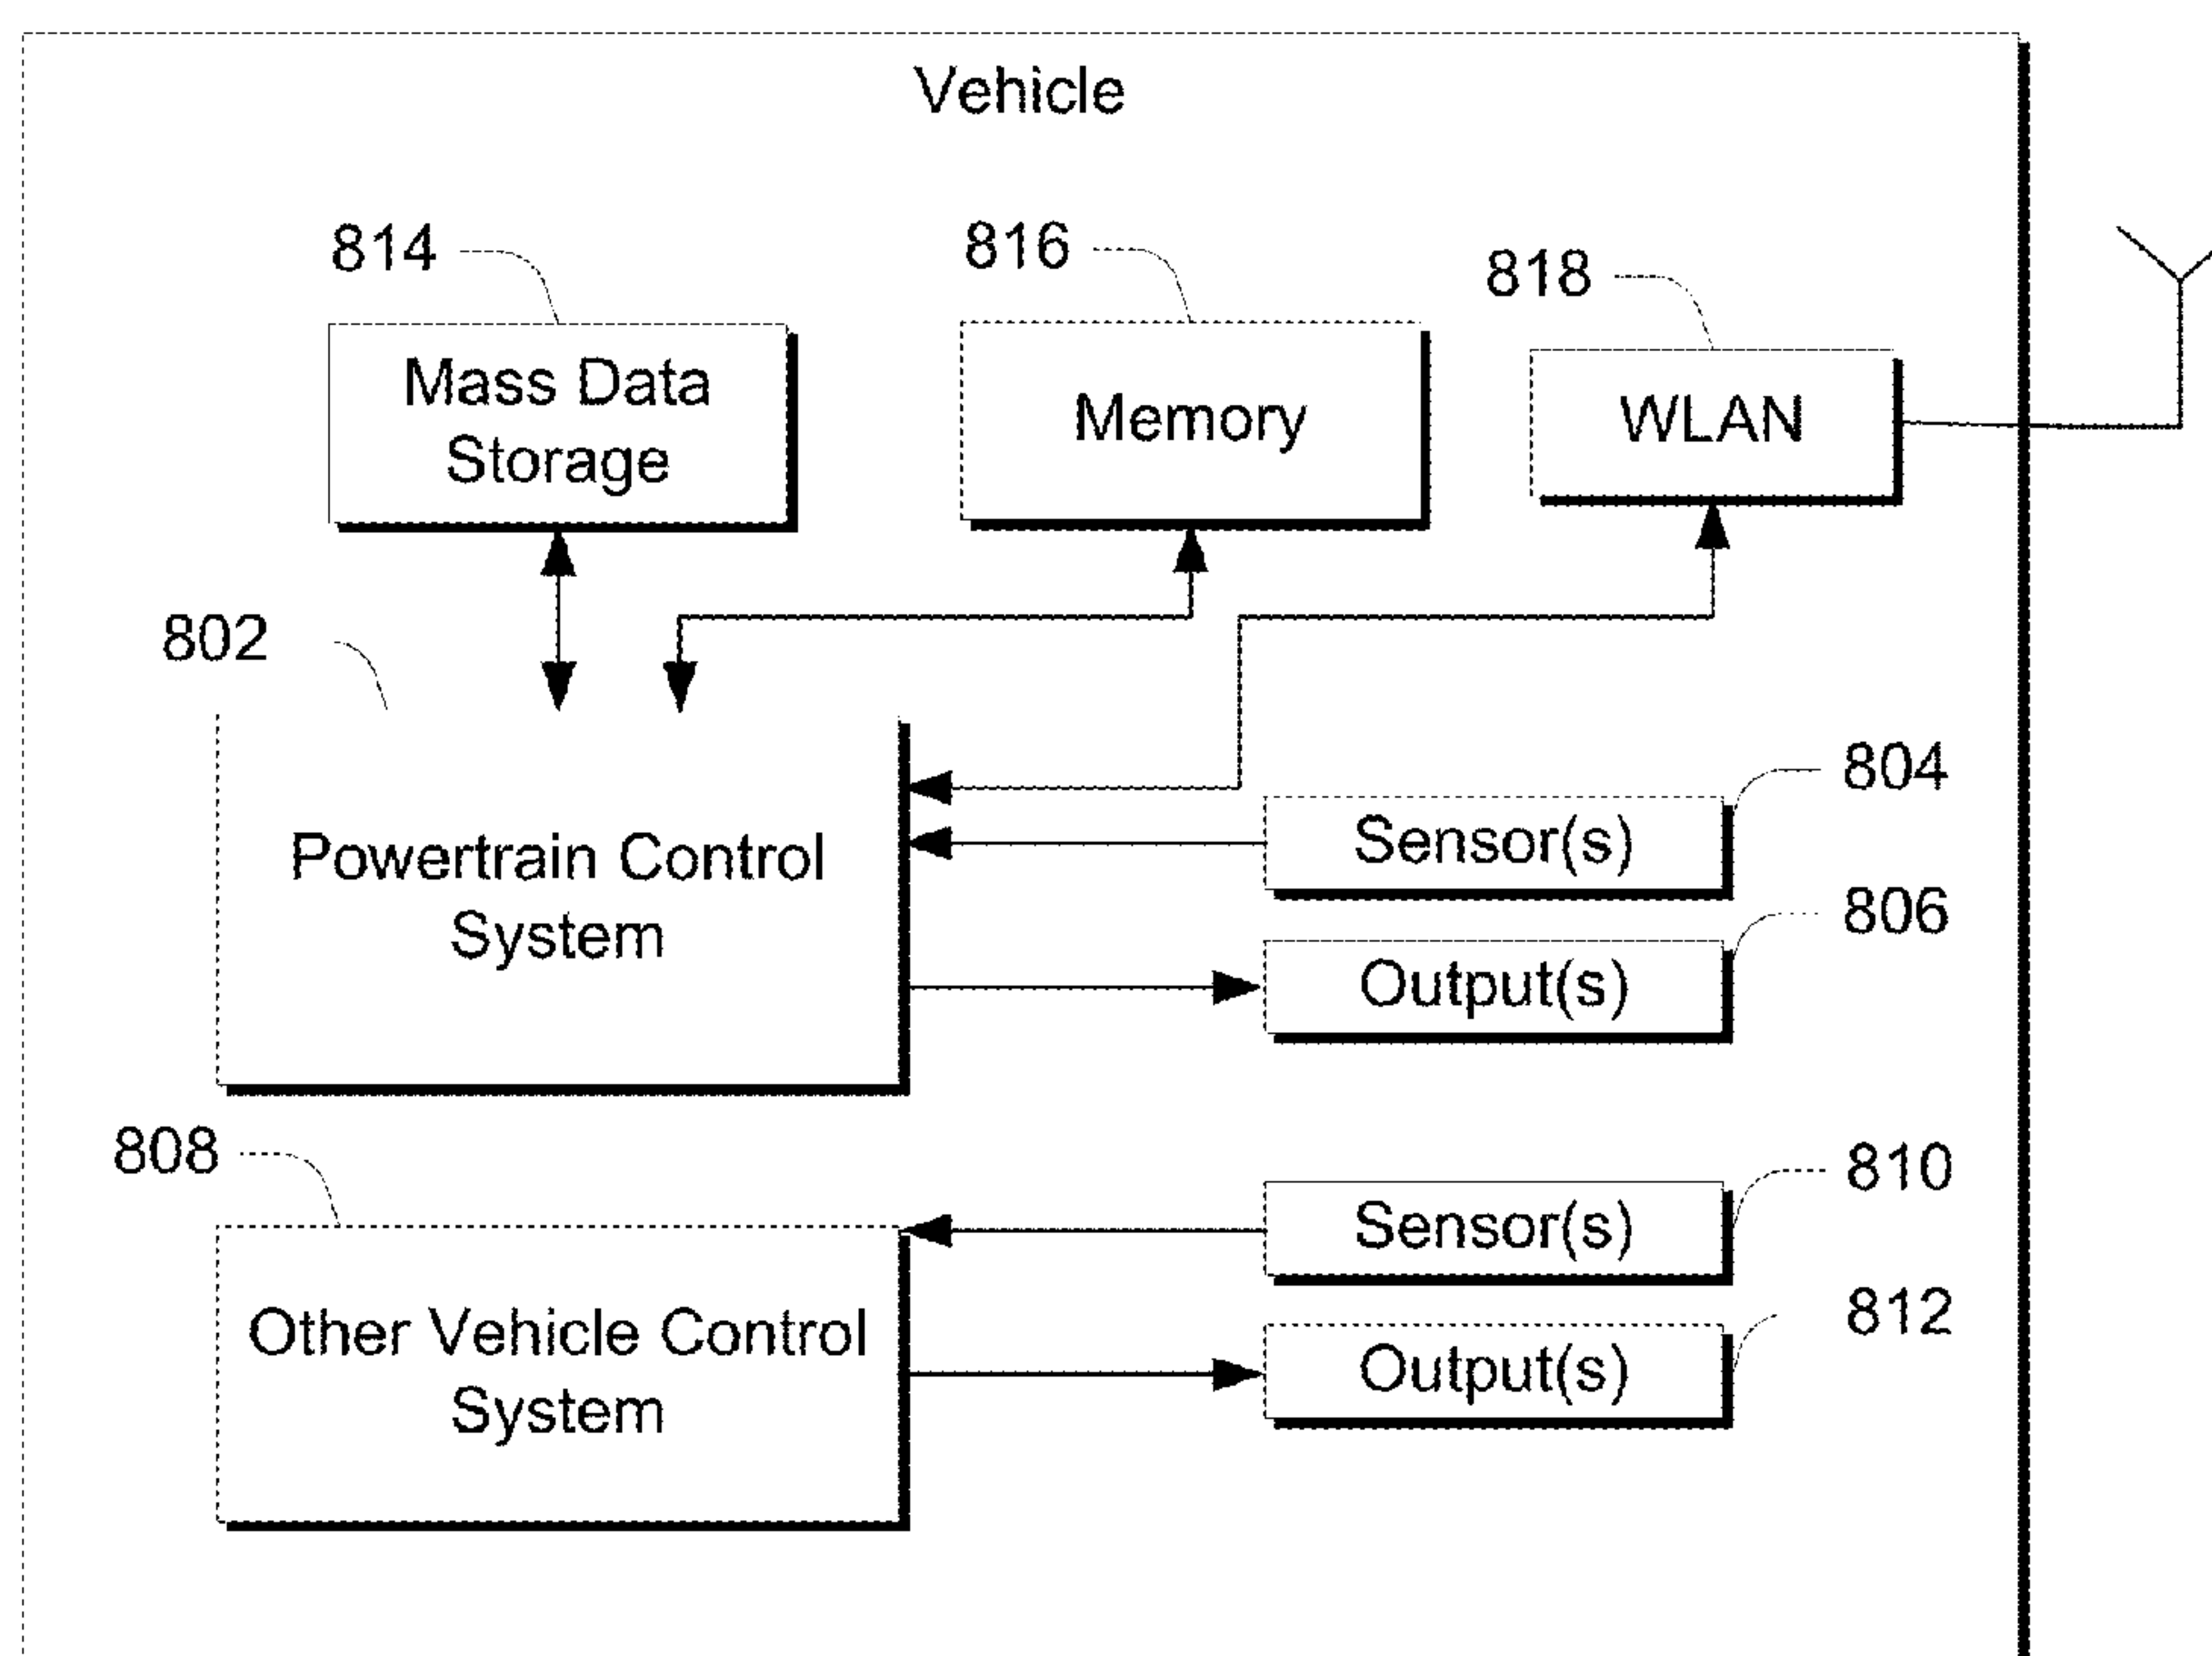 Vehicle
814
816
818
Mass Data
Storage
Memory
WLAN
802
804
Powertrain Control
System
Sensor(s)
806
Output(s)
808
810
Other Vehicle Control
System
Sensor(s)
812
Output(s)